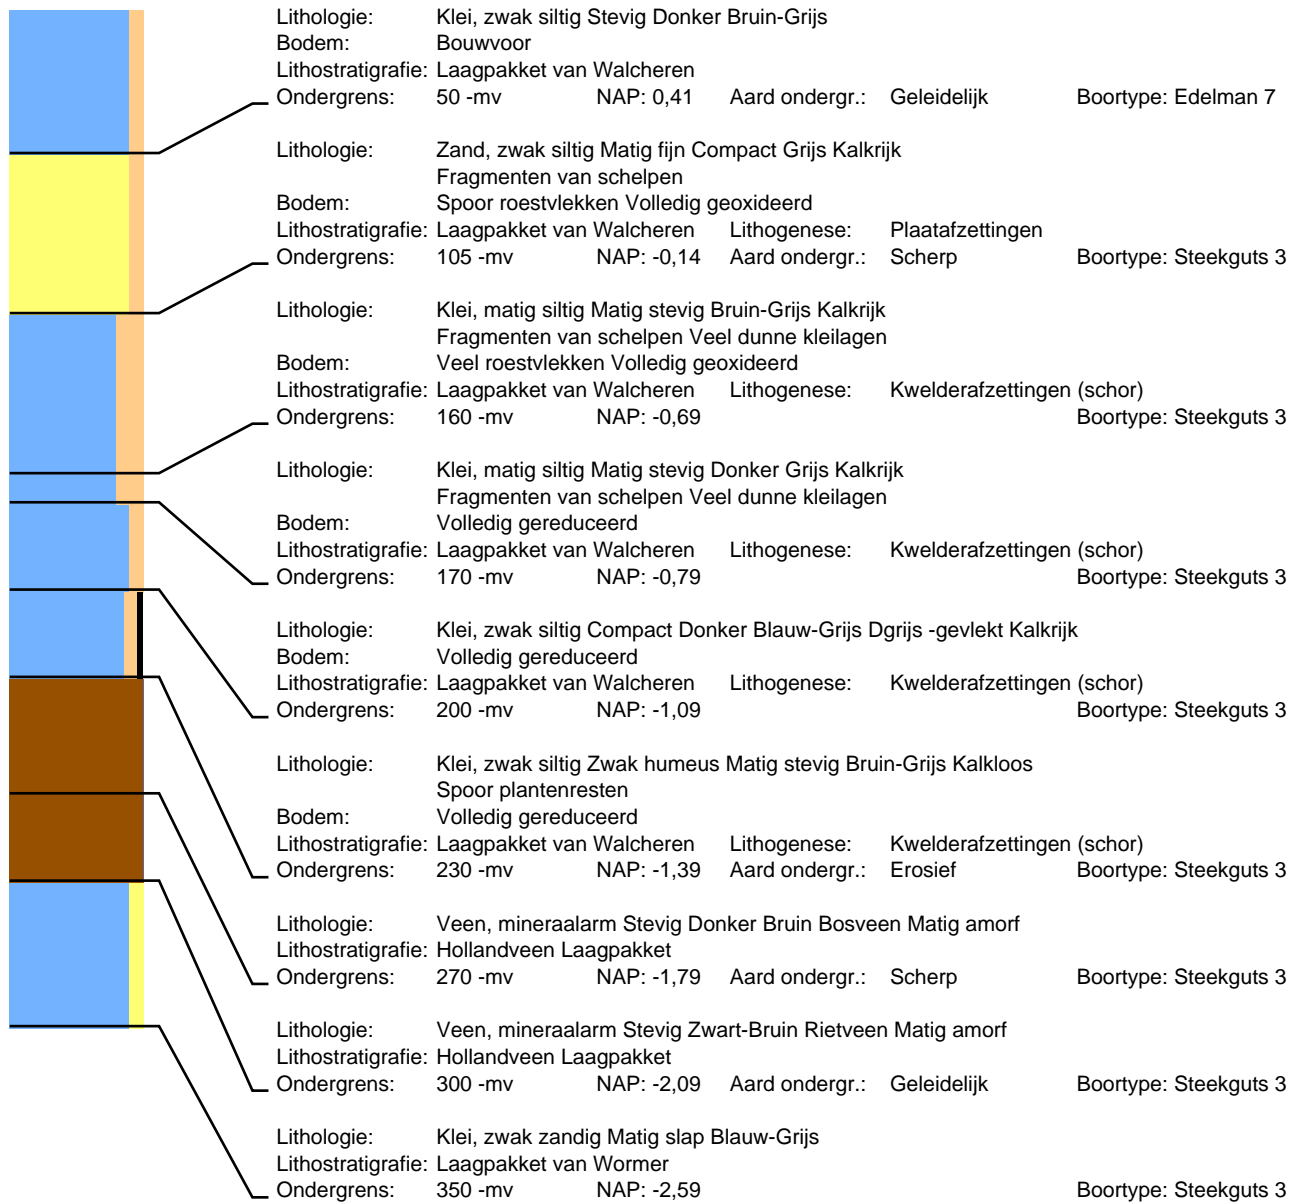 Lithologie: Klei, zwak siltig Stevig Donker Bruin-Grijs
Bodem: Bouwvoor
Lithostratigrafie: Laagpakket van Walcheren
Ondergrens: 50 -mv NAP: 0,41 Aard ondergr.: Geleidelijk Boortype: Edelman 7
Lithologie: Zand, zwak siltig Matig fijn Compact Grijs Kalkrijk
Fragmenten van schelpen
Bodem: Spoor roestvlekken Volledig geoxideerd
Lithostratigrafie: Laagpakket van Walcheren Lithogenese: Plaatafzettingen
Ondergrens: 105 -mv NAP: -0,14 Aard ondergr.: Scherp Boortype: Steekguts 3
Lithologie: Klei, matig siltig Matig stevig Bruin-Grijs Kalkrijk
Fragmenten van schelpen Veel dunne kleilagen
Bodem: Veel roestvlekken Volledig geoxideerd
Lithostratigrafie: Laagpakket van Walcheren Lithogenese: Kwelderafzettingen (schor)
Ondergrens: 160 -mv NAP: -0,69 Boortype: Steekguts 3
Lithologie: Klei, matig siltig Matig stevig Donker Grijs Kalkrijk
Fragmenten van schelpen Veel dunne kleilagen
Bodem: Volledig gereduceerd
Lithostratigrafie: Laagpakket van Walcheren Lithogenese: Kwelderafzettingen (schor)
Ondergrens: 170 -mv NAP: -0,79 Boortype: Steekguts 3
Lithologie: Klei, zwak siltig Compact Donker Blauw-Grijs Dgrijs -gevlekt Kalkrijk
Bodem: Volledig gereduceerd
Lithostratigrafie: Laagpakket van Walcheren Lithogenese: Kwelderafzettingen (schor)
Ondergrens: 200 -mv NAP: -1,09 Boortype: Steekguts 3
Lithologie: Klei, zwak siltig Zwak humeus Matig stevig Bruin-Grijs Kalkloos
Spoor plantenresten
Bodem: Volledig gereduceerd
Lithostratigrafie: Laagpakket van Walcheren Lithogenese: Kwelderafzettingen (schor)
Ondergrens: 230 -mv NAP: -1,39 Aard ondergr.: Erosief Boortype: Steekguts 3
Lithologie: Veen, mineraalarm Stevig Donker Bruin Bosveen Matig amorf
Lithostratigrafie: Hollandveen Laagpakket
Ondergrens: 270 -mv NAP: -1,79 Aard ondergr.: Scherp Boortype: Steekguts 3
Lithologie: Veen, mineraalarm Stevig Zwart-Bruin Rietveen Matig amorf
Lithostratigrafie: Hollandveen Laagpakket
Ondergrens: 300 -mv NAP: -2,09 Aard ondergr.: Geleidelijk Boortype: Steekguts 3
Lithologie: Klei, zwak zandig Matig slap Blauw-Grijs
Lithostratigrafie: Laagpakket van Wormer
Ondergrens: 350 -mv NAP: -2,59 Boortype: Steekguts 3